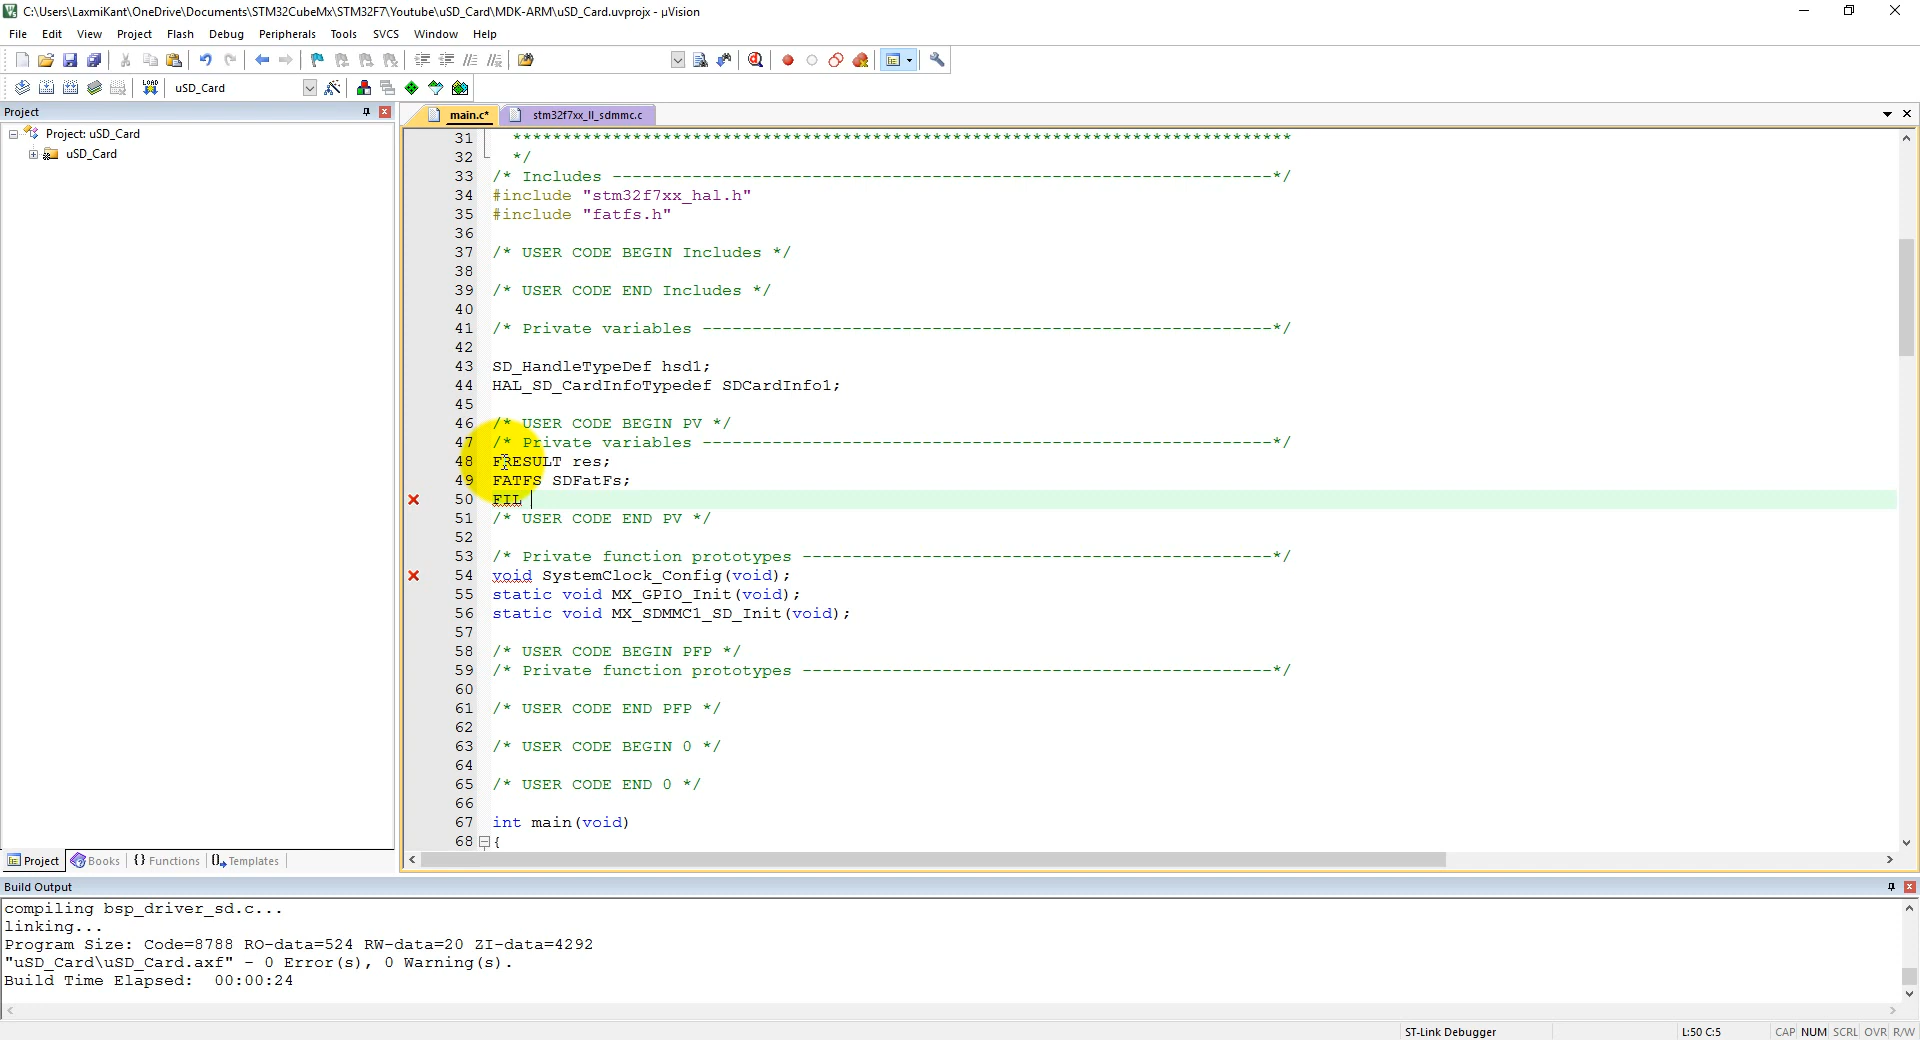 C:\Users\LaxmiKant\OneDrive\Documents\STM32CubeMx\STM32F7\Youtube\uSD_Card\MDK-ARM\uSD_Card.uvprojx - µVision
File Edit View Project Flash Debug Peripherals Tools SVCS Window Help
LOAD uSD_Card
Project
Project: uSD_Card
uSD_Card
main.c* stm32f7xx_ll_sdmmc.c
31 ******************************************************************************
32 */
33 /* Includes ------------------------------------------------------------------*/
34 #include "stm32f7xx_hal.h"
35 #include "fatfs.h"
36
37 /* USER CODE BEGIN Includes */
38
39 /* USER CODE END Includes */
40
41 /* Private variables ---------------------------------------------------------*/
42
43 SD_HandleTypeDef hsd1;
44 HAL_SD_CardInfoTypedef SDCardInfo1;
45
46 /* USER CODE BEGIN PV */
47 /* Private variables ---------------------------------------------------------*/
48 FRESULT res;
49 FATFS SDFatFs;
50 FIL
51 /* USER CODE END PV */
52
53 /* Private function prototypes -----------------------------------------------*/
54 void SystemClock_Config(void);
55 static void MX_GPIO_Init(void);
56 static void MX_SDMMC1_SD_Init(void);
57
58 /* USER CODE BEGIN PFP */
59 /* Private function prototypes -----------------------------------------------*/
60
61 /* USER CODE END PFP */
62
63 /* USER CODE BEGIN 0 */
64
65 /* USER CODE END 0 */
66
67 int main(void)
68 {
Project Books {} Functions Templates
Build Output
compiling bsp_driver_sd.c...
linking...
Program Size: Code=8788 RO-data=524 RW-data=20 ZI-data=4292
"uSD_Card\uSD_Card.axf" - 0 Error(s), 0 Warning(s).
Build Time Elapsed: 00:00:24
ST-Link Debugger L:50 C:5 CAP NUM SCRL OVR R/W